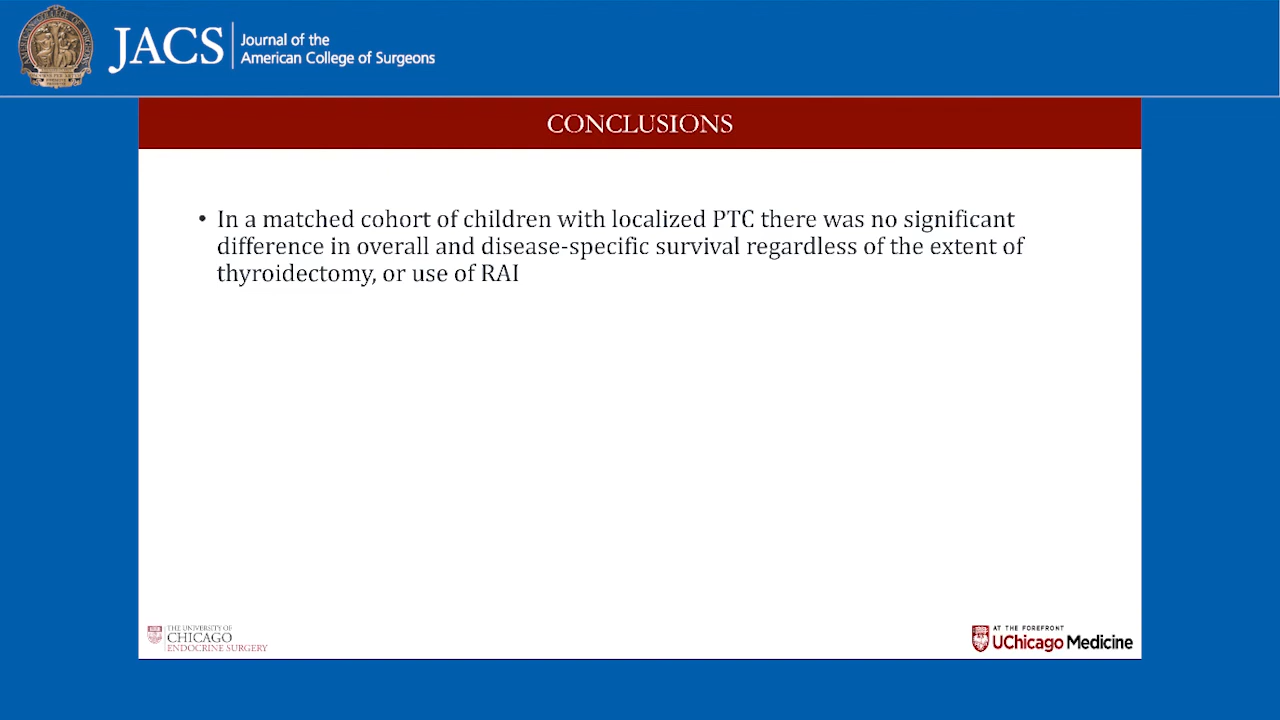 JACS
Journal of the
American College of Surgeons
CONCLUSIONS
• In a matched cohort of children with localized PTC there was no significant
difference in overall and disease-specific survival regardless of the extent of
thyroidectomy, or use of RAI
THE UNIVERSITY OF
CHICAGO
ENDOCRINE SURGERY
AT THE FOREFRONT
UChicago Medicine